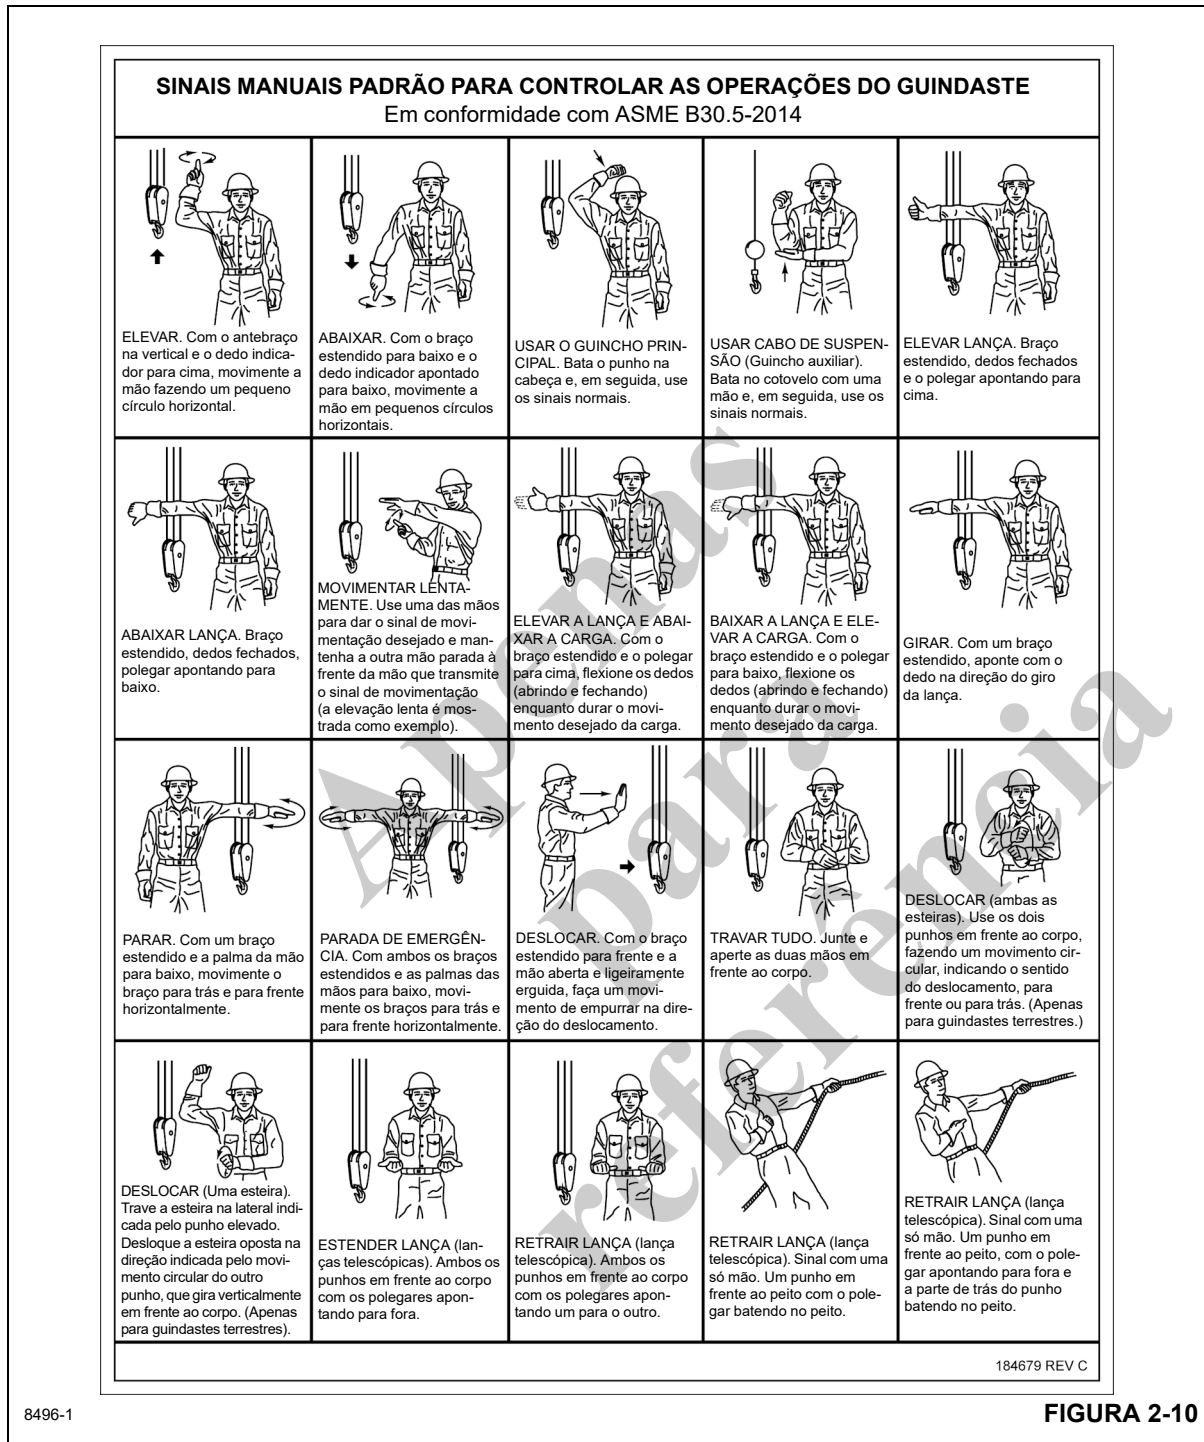 SINAIS MANUAIS PADRÃO PARA CONTROLAR AS OPERAÇÕES DO GUINDASTE
Em conformidade com ASME B30.5-2014
ELEVAR. Com o antebraço
na vertical e o dedo indica-
dor para cima, movimente a
mão fazendo um pequeno
círculo horizontal.
ABAIXAR. Com o braço
estendido para baixo e o
dedo indicador apontado
para baixo, movimente a
mão em pequenos círculos
horizontais.
USAR O GUINCHO PRIN-
CIPAL. Bata o punho na
cabeça e, em seguida, use
os sinais normais.
USAR CABO DE SUSPEN-
SÃO (Guincho auxiliar).
Bata no cotovelo com uma
mão e, em seguida, use os
sinais normais.
ELEVAR LANÇA. Braço
estendido, dedos fechados
e o polegar apontando para
cima.
ABAIXAR LANÇA. Braço
estendido, dedos fechados,
polegar apontando para
baixo.
MOVIMENTAR LENTA-
MENTE. Use uma das mãos
para dar o sinal de movi-
mentação desejado e man-
tenha a outra mão parada à
frente da mão que transmite
o sinal de movimentação
(a elevação lenta é mos-
trada como exemplo).
ELEVAR A LANÇA E ABAI-
XAR A CARGA. Com o
braço estendido e o polegar
para cima, flexione os dedos
(abrindo e fechando)
enquanto durar o movi-
mento desejado da carga.
BAIXAR A LANÇA E ELE-
VAR A CARGA. Com o
braço estendido e o polegar
para baixo, flexione os
dedos (abrindo e fechando)
enquanto durar o movi-
mento desejado da carga.
GIRAR. Com um braço
estendido, aponte com o
dedo na direção do giro
da lança.
PARAR. Com um braço
estendido e a palma da mão
para baixo, movimente o
braço para trás e para frente
horizontalmente.
PARADA DE EMERGÊN-
CIA. Com ambos os braços
estendidos e as palmas das
mãos para baixo, movi-
mente os braços para trás e
para frente horizontalmente.
DESLOCAR. Com o braço
estendido para frente e a
mão aberta e ligeiramente
erguida, faça um movi-
mento de empurrar na dire-
ção do deslocamento.
TRAVAR TUDO. Junte e
aperte as duas mãos em
frente ao corpo.
DESLOCAR (ambas as
esteiras). Use os dois
punhos em frente ao corpo,
fazendo um movimento cir-
cular, indicando o sentido
do deslocamento, para
frente ou para trás. (Apenas
para guindastes terrestres.)
DESLOCAR (Uma esteira).
Trave a esteira na lateral indi-
cada pelo punho elevado.
Desloque a esteira oposta na
direção indicada pelo movi-
mento circular do outro
punho, que gira verticalmente
em frente ao corpo. (Apenas
para guindastes terrestres).
ESTENDER LANÇA (lan-
ças telescópicas). Ambos os
punhos em frente ao corpo
com os polegares apon-
tando para fora.
RETRAIR LANÇA (lança
telescópica). Ambos os
punhos em frente ao corpo
com os polegares apon-
tando um para o outro.
RETRAIR LANÇA (lança
telescópica). Sinal com uma
só mão. Um punho em
frente ao peito com o pole-
gar batendo no peito.
RETRAIR LANÇA (lança
telescópica). Sinal com uma
só mão. Um punho em
frente ao peito, com o pole-
gar apontando para fora e
a parte de trás do punho
batendo no peito.
184679 REV C
8496-1
FIGURA 2-10
Apenas
para
referência